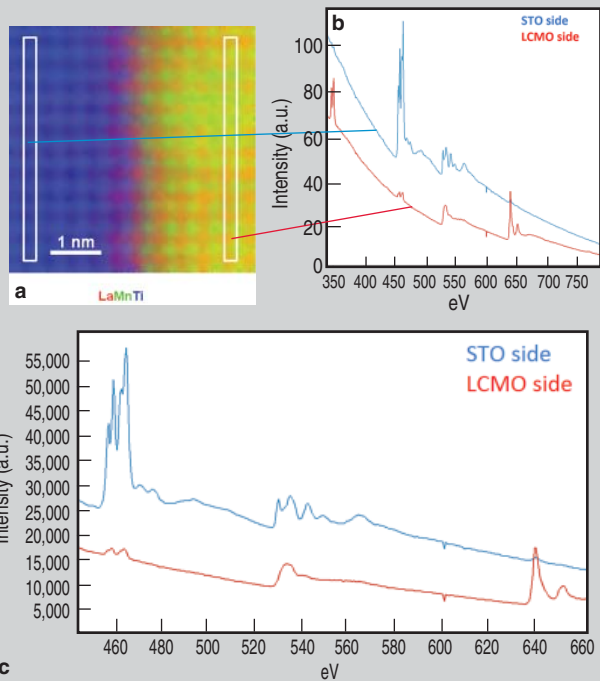 b
STO side
LCMO side
100
80
60
40
20
0
Intensity (a.u.)
350 400 450 500 550 600 650 700 750
eV
1 nm
a
LaMnTi
STO side
LCMO side
55,000
50,000
45,000
40,000
35,000
30,000
25,000
20,000
15,000
10,000
5,000
Intensity (a.u.)
460 480 500 520 540 560 580 600 620 640 660
eV
c